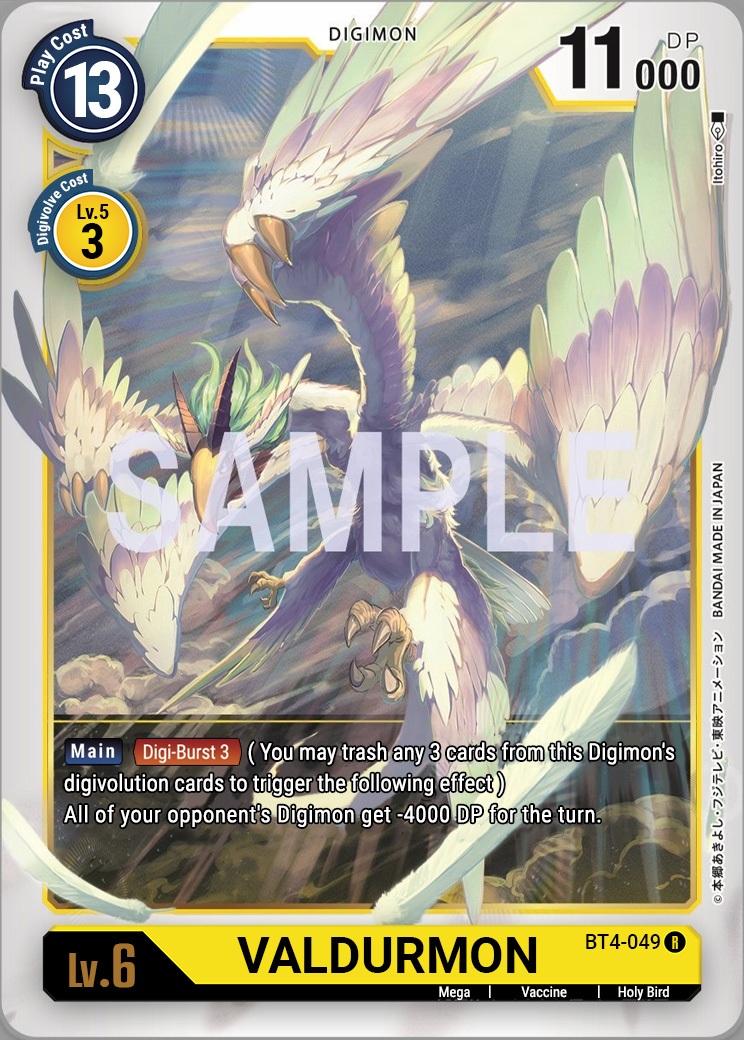 Play Cost
13
DIGIMON
11000
DP
Itohiro
Digivolve Cost
Lv.5
3
SAMPLE
Main Digi-Burst 3 ( You may trash any 3 cards from this Digimon's
digivolution cards to trigger the following effect )
All of your opponent's Digimon get -4000 DP for the turn.
© 本郷あきよし・フジテレビ・東映アニメーション BANDAI MADE IN JAPAN
Lv.6
VALDURMON
BT4-049 R
Mega | Vaccine | Holy Bird